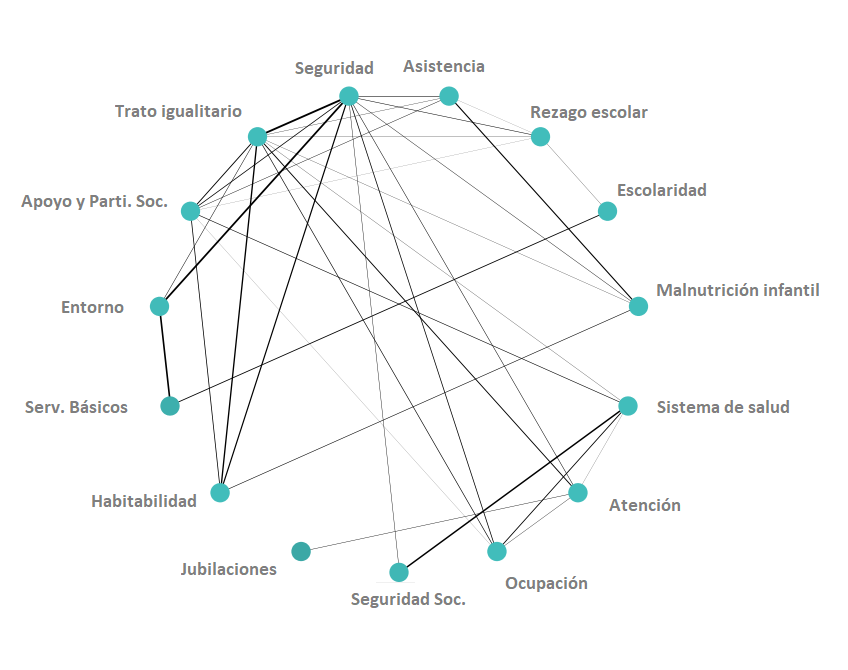 Seguridad
Asistencia
Trato igualitario
Rezago escolar
Apoyo y Parti. Soc.
Escolaridad
Entorno
Malnutrición infantil
Serv. Básicos
Sistema de salud
Habitabilidad
Atención
Jubilaciones
Ocupación
Seguridad Soc.